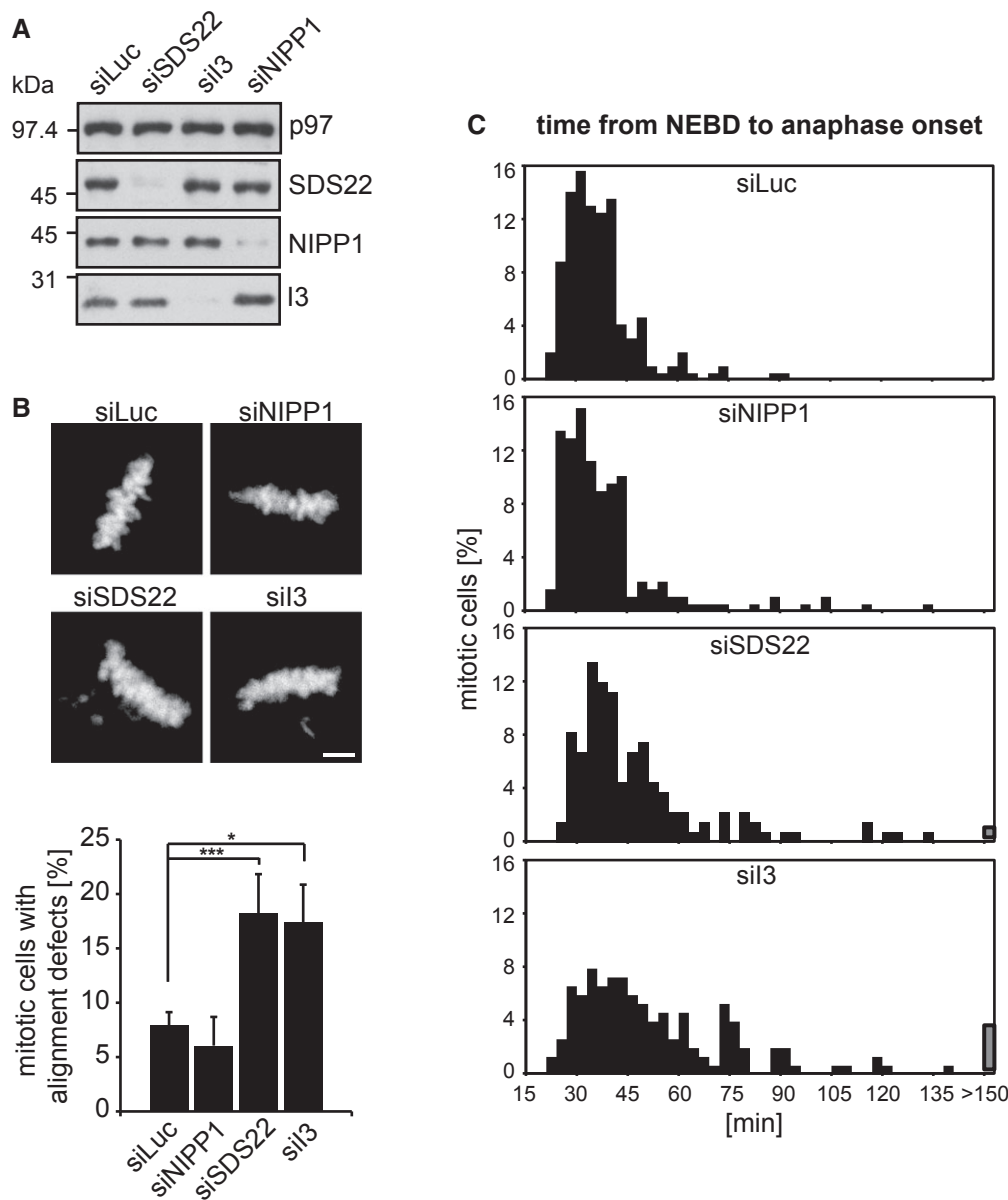 A
kDa
siLuc
siSDS22
siI3
siNIPP1
97.4
p97
45
SDS22
45
NIPP1
31
I3
B
siLuc
siNIPP1
siSDS22
siI3
mitotic cells with
alignment defects [%]
25
20
15
10
5
0
*
***
siLuc
siNIPP1
siSDS22
siI3
C
time from NEBD to anaphase onset
mitotic cells [%]
siLuc
16
12
8
4
0
siNIPP1
16
12
8
4
0
siSDS22
16
12
8
4
0
siI3
16
12
8
4
0
15 30 45 60 75 90 105 120 135 >150
[min]